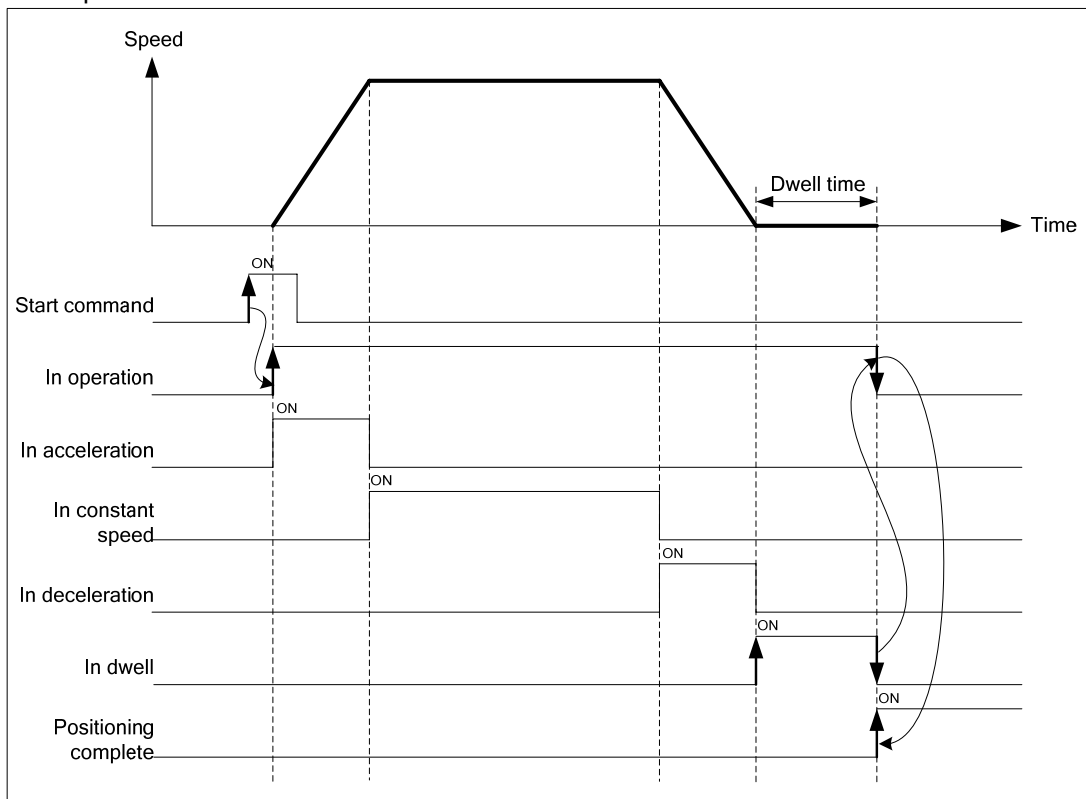 Speed
Dwell time
Time
ON
Start command
In operation
ON
In acceleration
ON
In constant
speed
ON
In deceleration
ON
In dwell
ON
Positioning
complete